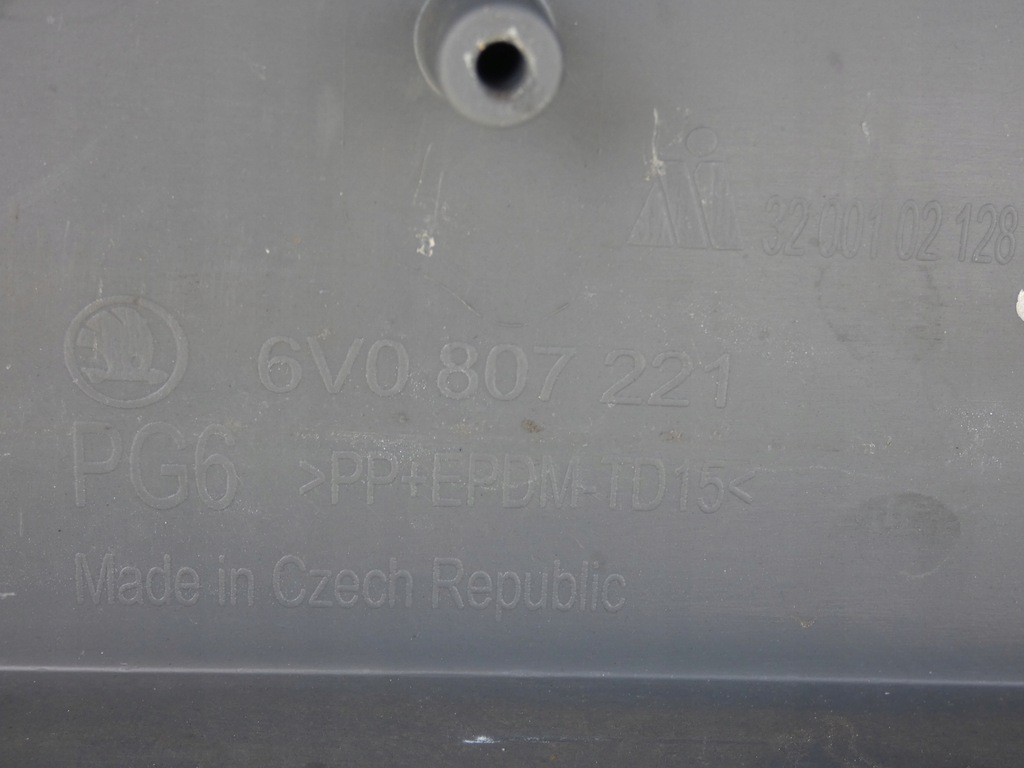 32 001 02 128
6V0 807 221
PG6 >PP+EPDM-TD15<
Made in Czech Republic